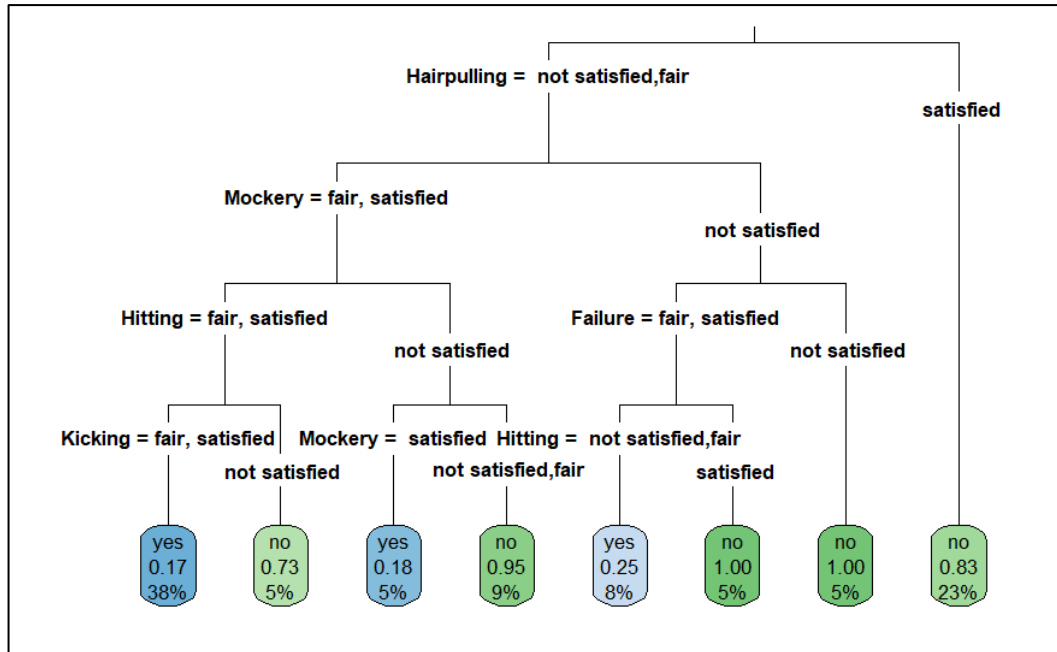 Hairpulling = not satisfied,fair
satisfied
Mockery = fair, satisfied
not satisfied
Hitting = fair, satisfied
Failure = fair, satisfied
not satisfied
not satisfied
Kicking = fair, satisfied
Mockery = satisfied
Hitting = not satisfied,fair
not satisfied
not satisfied,fair
satisfied
yes
0.17
38%
no
0.73
5%
yes
0.18
5%
no
0.95
9%
yes
0.25
8%
no
1.00
5%
no
1.00
5%
no
0.83
23%